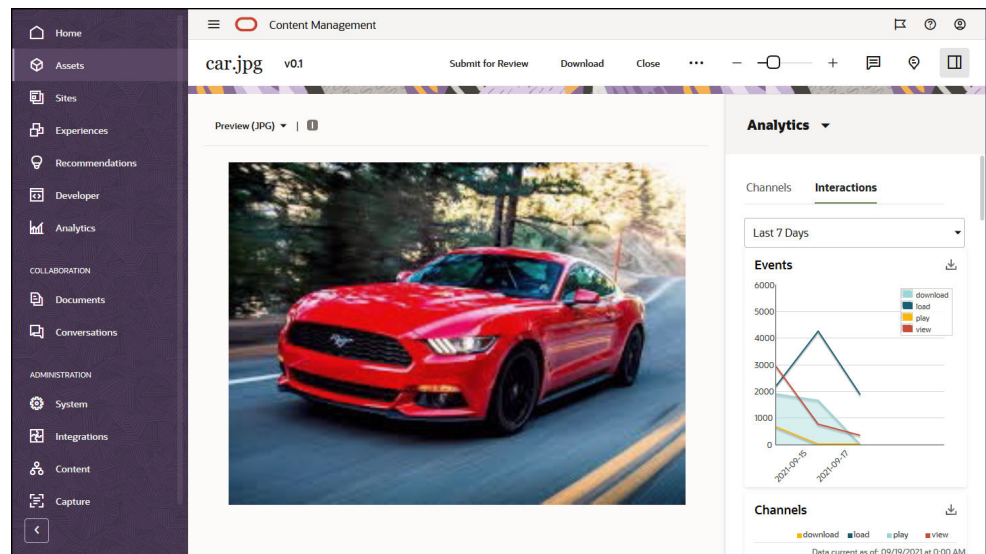 Home
Assets
Sites
Experiences
Recommendations
Developer
Analytics
COLLABORATION
Documents
Conversations
ADMINISTRATION
System
Integrations
Content
Capture
Content Management
car.jpg v0.1 Submit for Review Download Close
Preview (JPG)
Analytics
Channels Interactions
Last 7 Days
Events
6000
5000
4000
3000
2000
1000
0
download
load
play
view
2021-09-15 2021-09-17
Channels
download load play view
Data current as of: 09/19/2021 at 0:00 AM